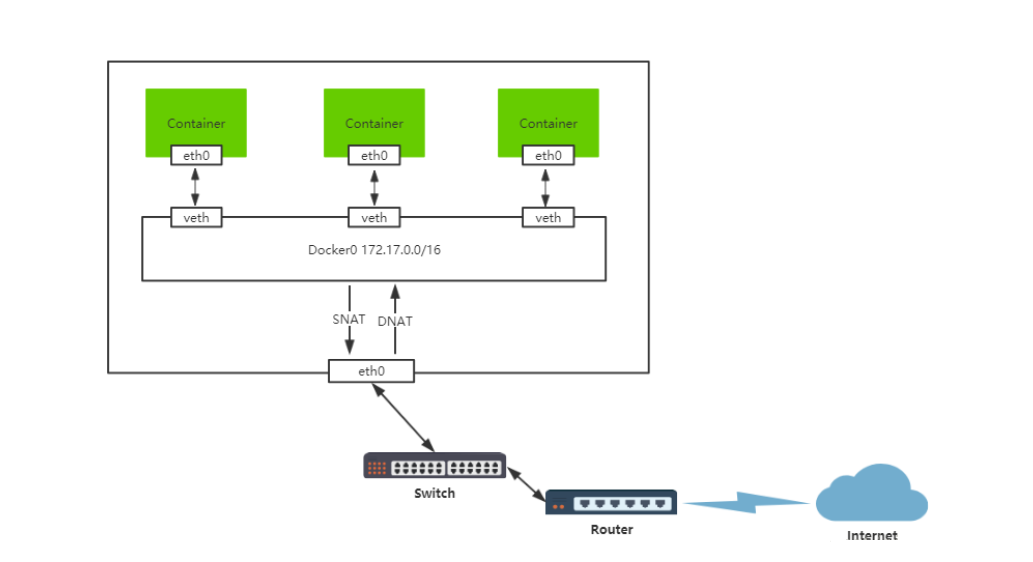 Container
Container
Container
eth0
eth0
eth0
veth
veth
veth
Docker0 172.17.0.0/16
SNAT
DNAT
eth0
Switch
Router
Internet